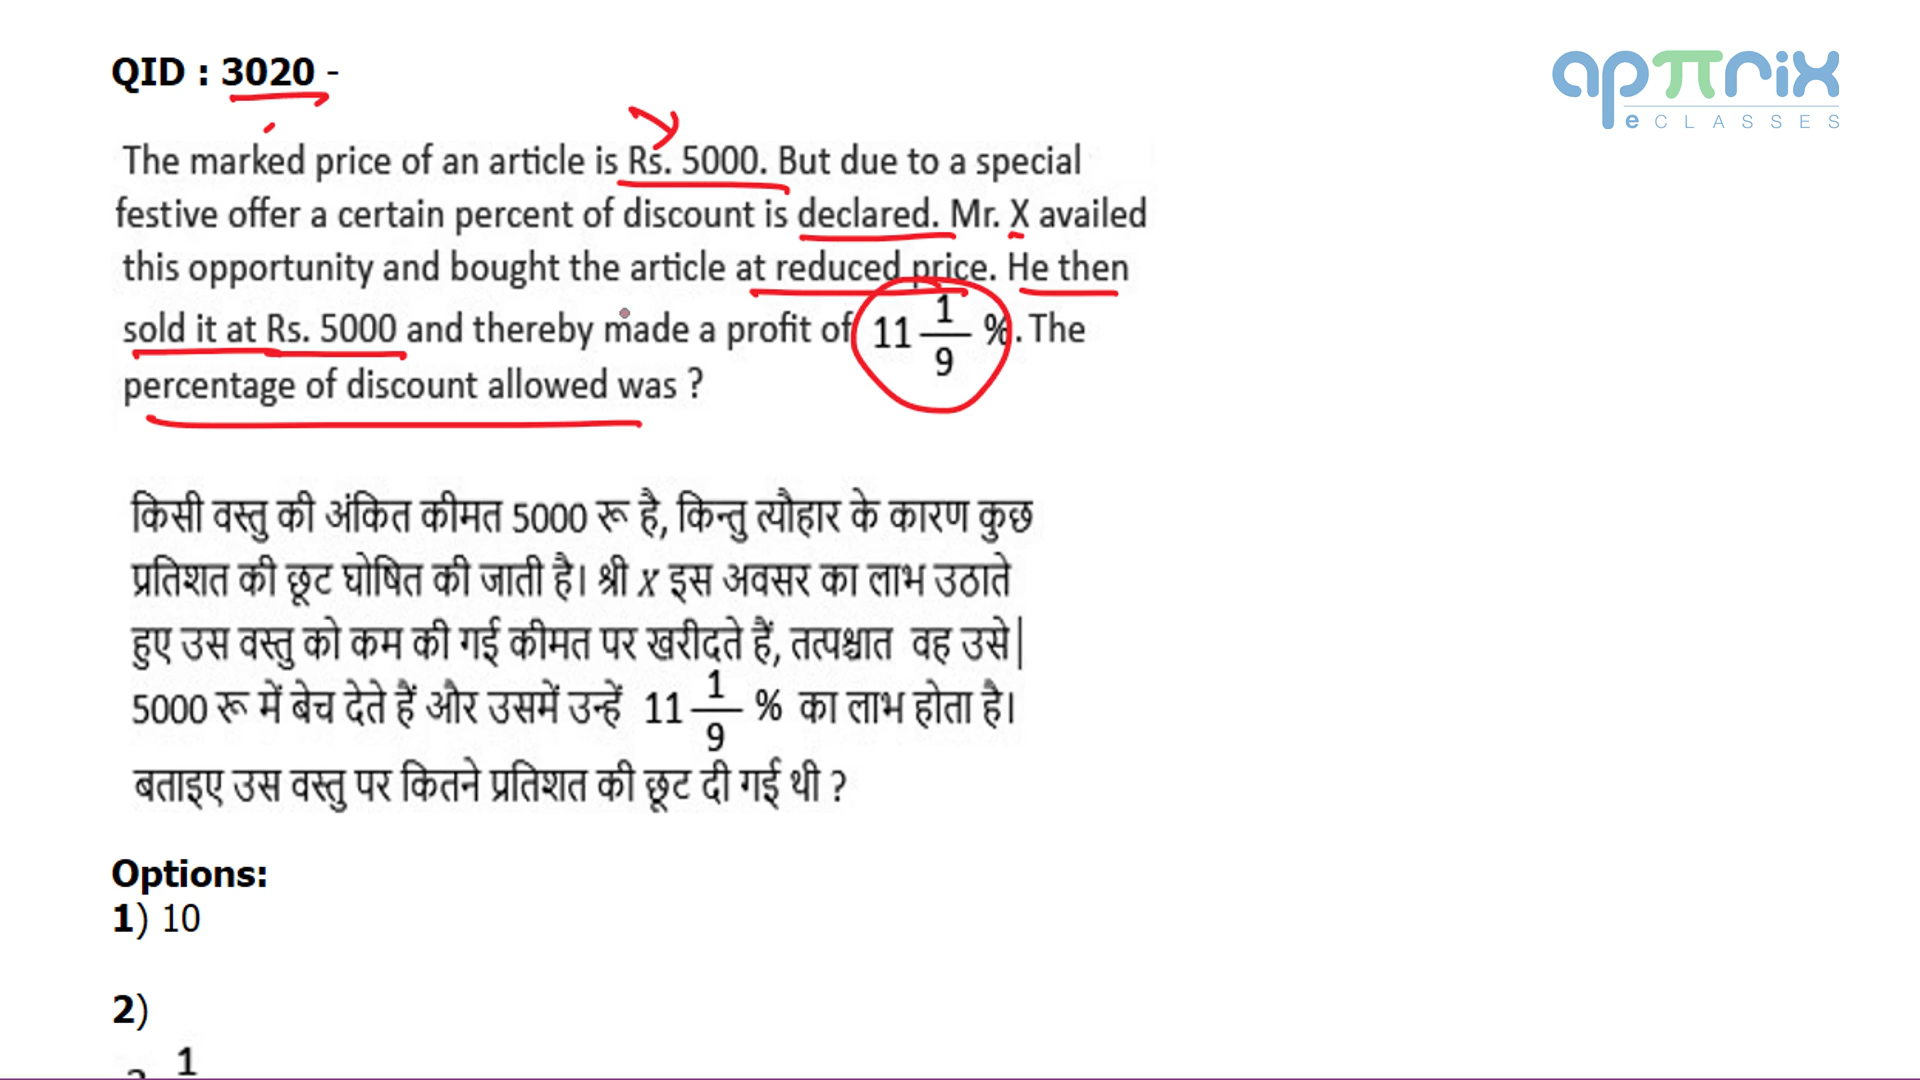 QID : 3020 -
apπrix
eCLASSES
The marked price of an article is Rs. 5000. But due to a special
festive offer a certain percent of discount is declared. Mr. X availed
this opportunity and bought the article at reduced price. He then
sold it at Rs. 5000 and thereby made a profit of 11 1/9 %. The
percentage of discount allowed was ?
किसी वस्तु की अंकित कीमत 5000 रू है, किन्तु त्यौहार के कारण कुछ
प्रतिशत की छूट घोषित की जाती है। श्री x इस अवसर का लाभ उठाते
हुए उस वस्तु को कम की गई कीमत पर खरीदते हैं, तत्पश्चात वह उसे|
5000 रू में बेच देते हैं और उसमें उन्हें 11 1/9 % का लाभ होता है।
बताइए उस वस्तु पर कितने प्रतिशत की छूट दी गई थी ?
Options:
1) 10
2)
1